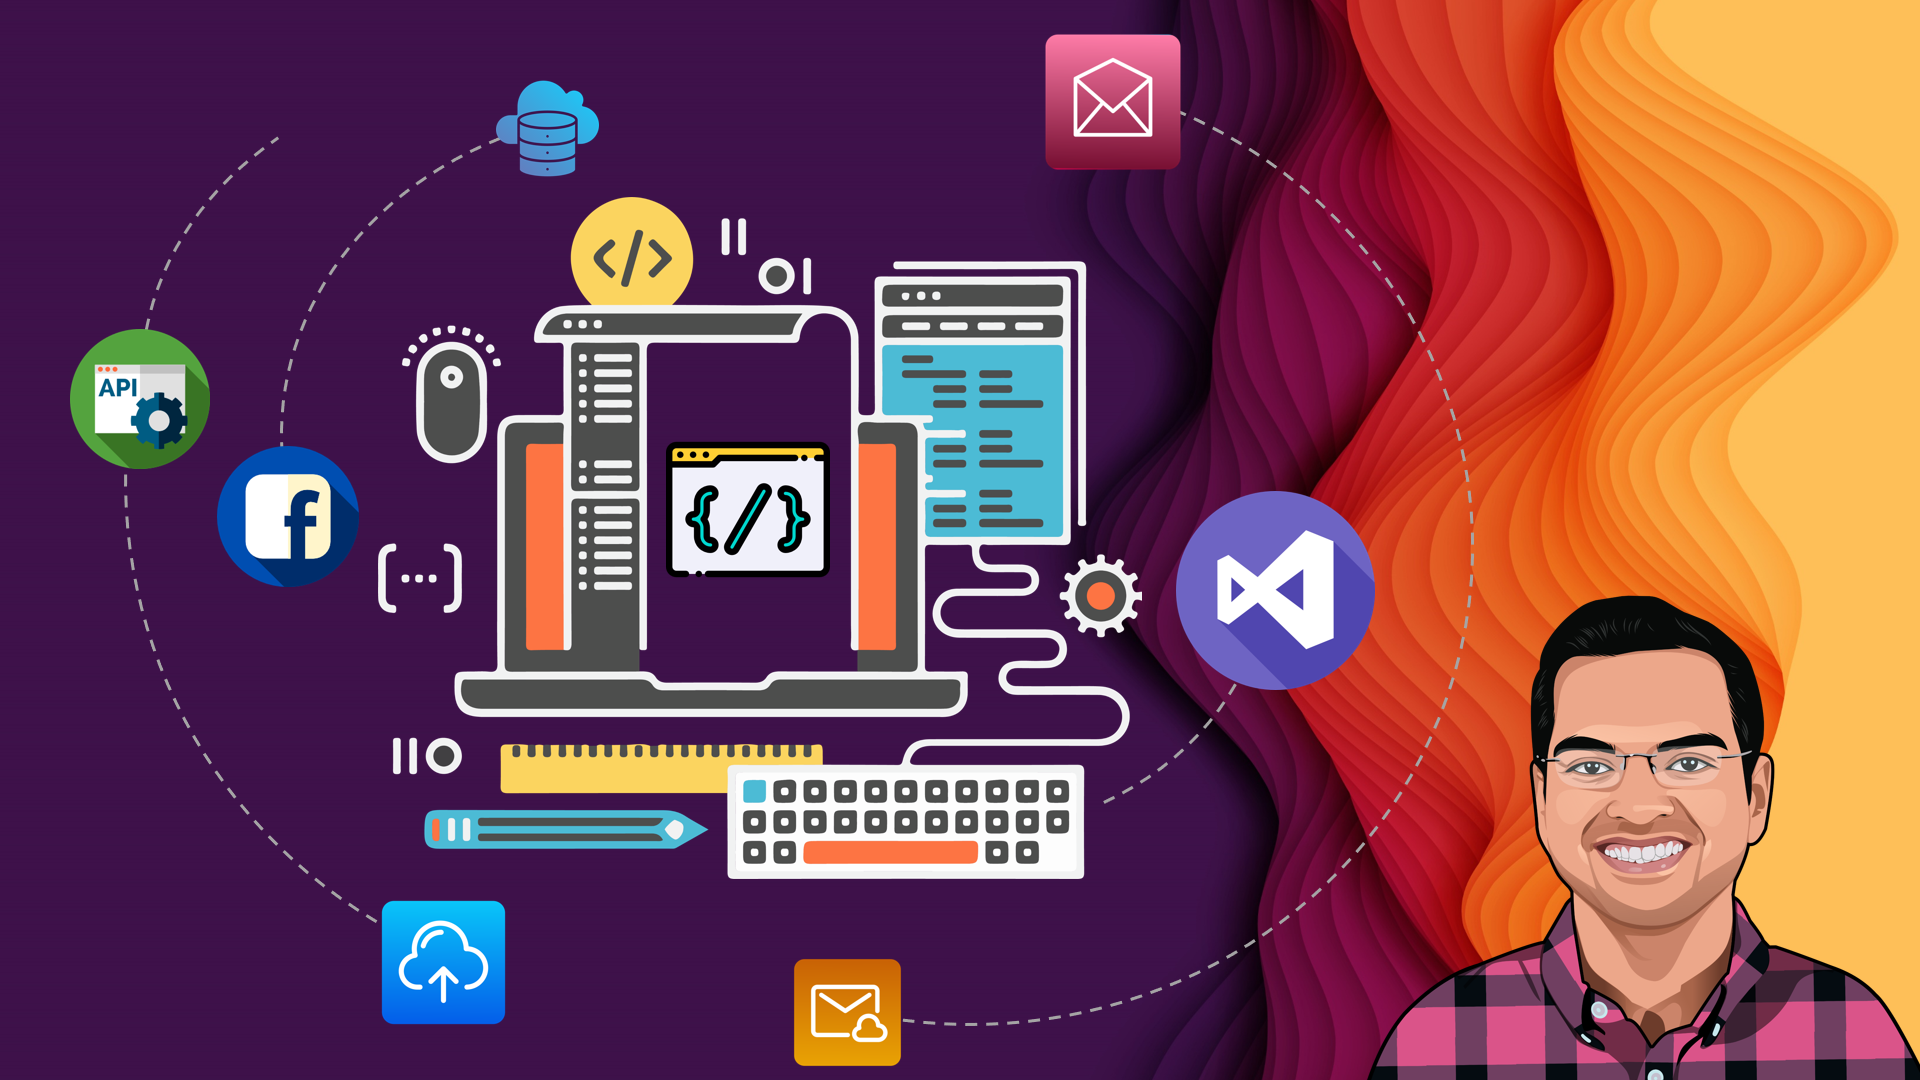 </>
API
f
[...]
{/}